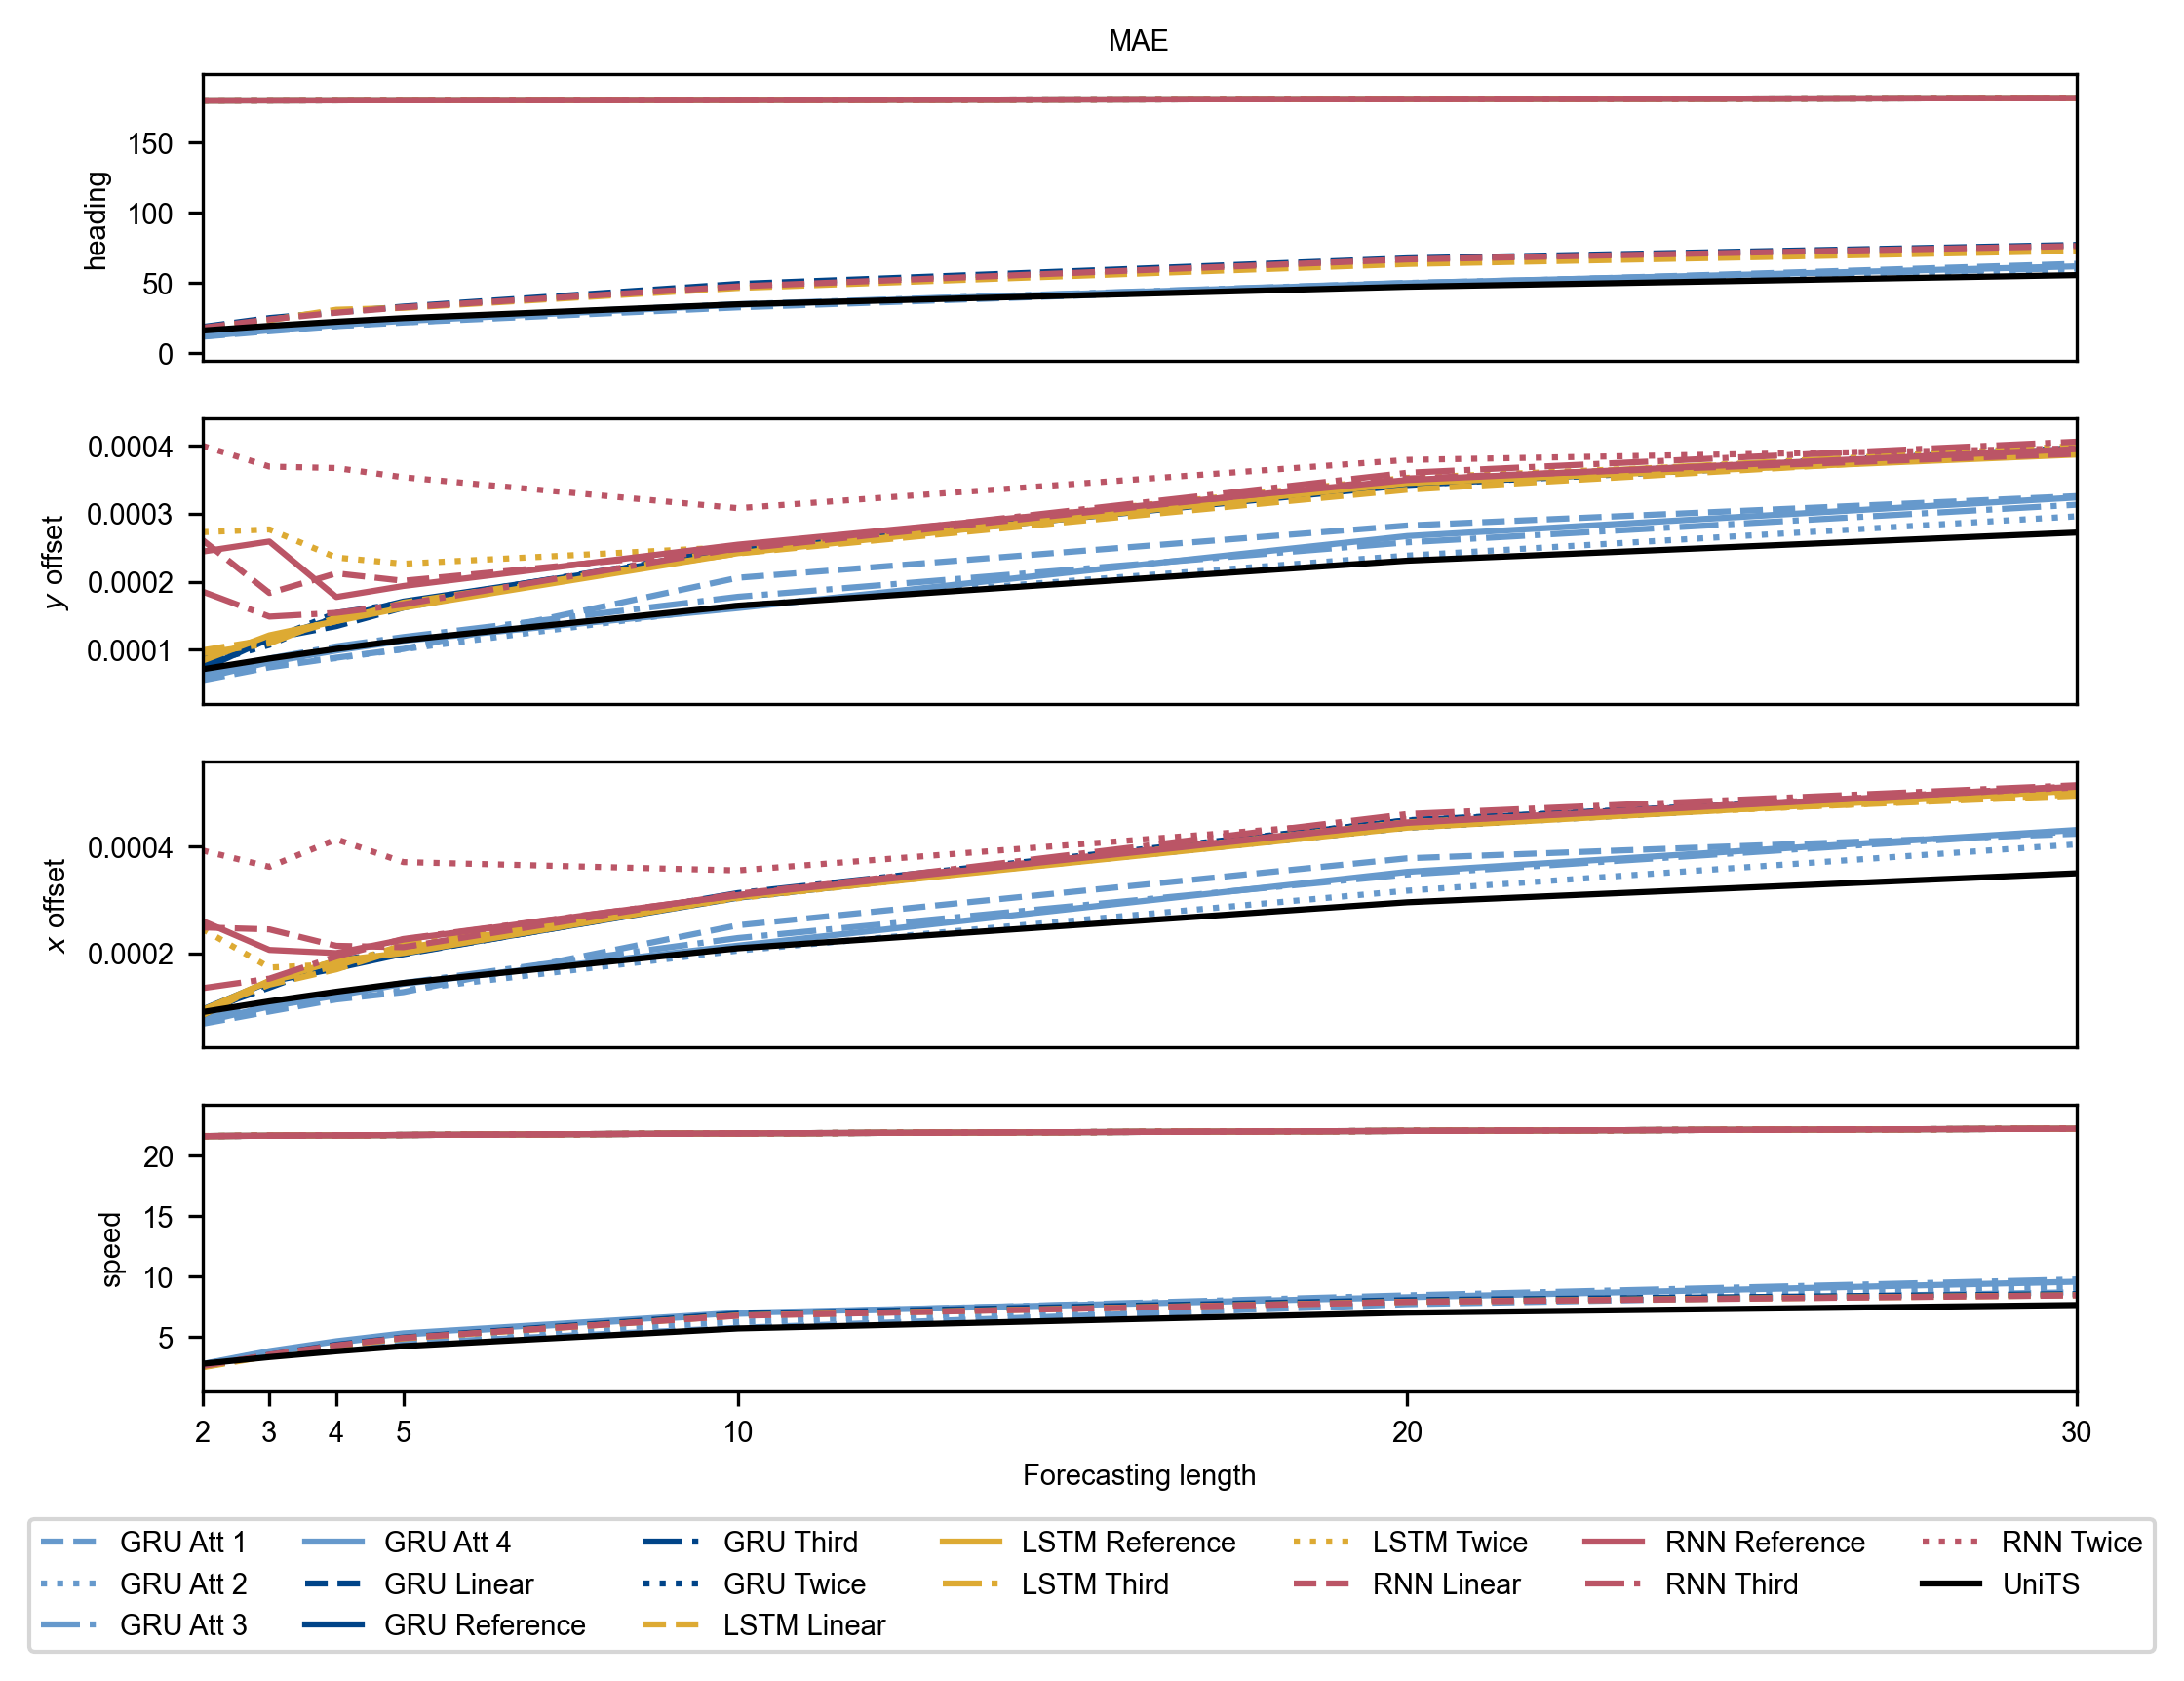 MAE
heading
150
100
50
0
y offset
0.0004
0.0003
0.0002
0.0001
x offset
0.0004
0.0002
speed
20
15
10
5
2 3 4 5 10 20 30
Forecasting length
GRU Att 1 GRU Att 4 GRU Third LSTM Reference LSTM Twice RNN Reference RNN Twice
GRU Att 2 GRU Linear GRU Twice LSTM Third RNN Linear RNN Third UniTS
GRU Att 3 GRU Reference LSTM Linear